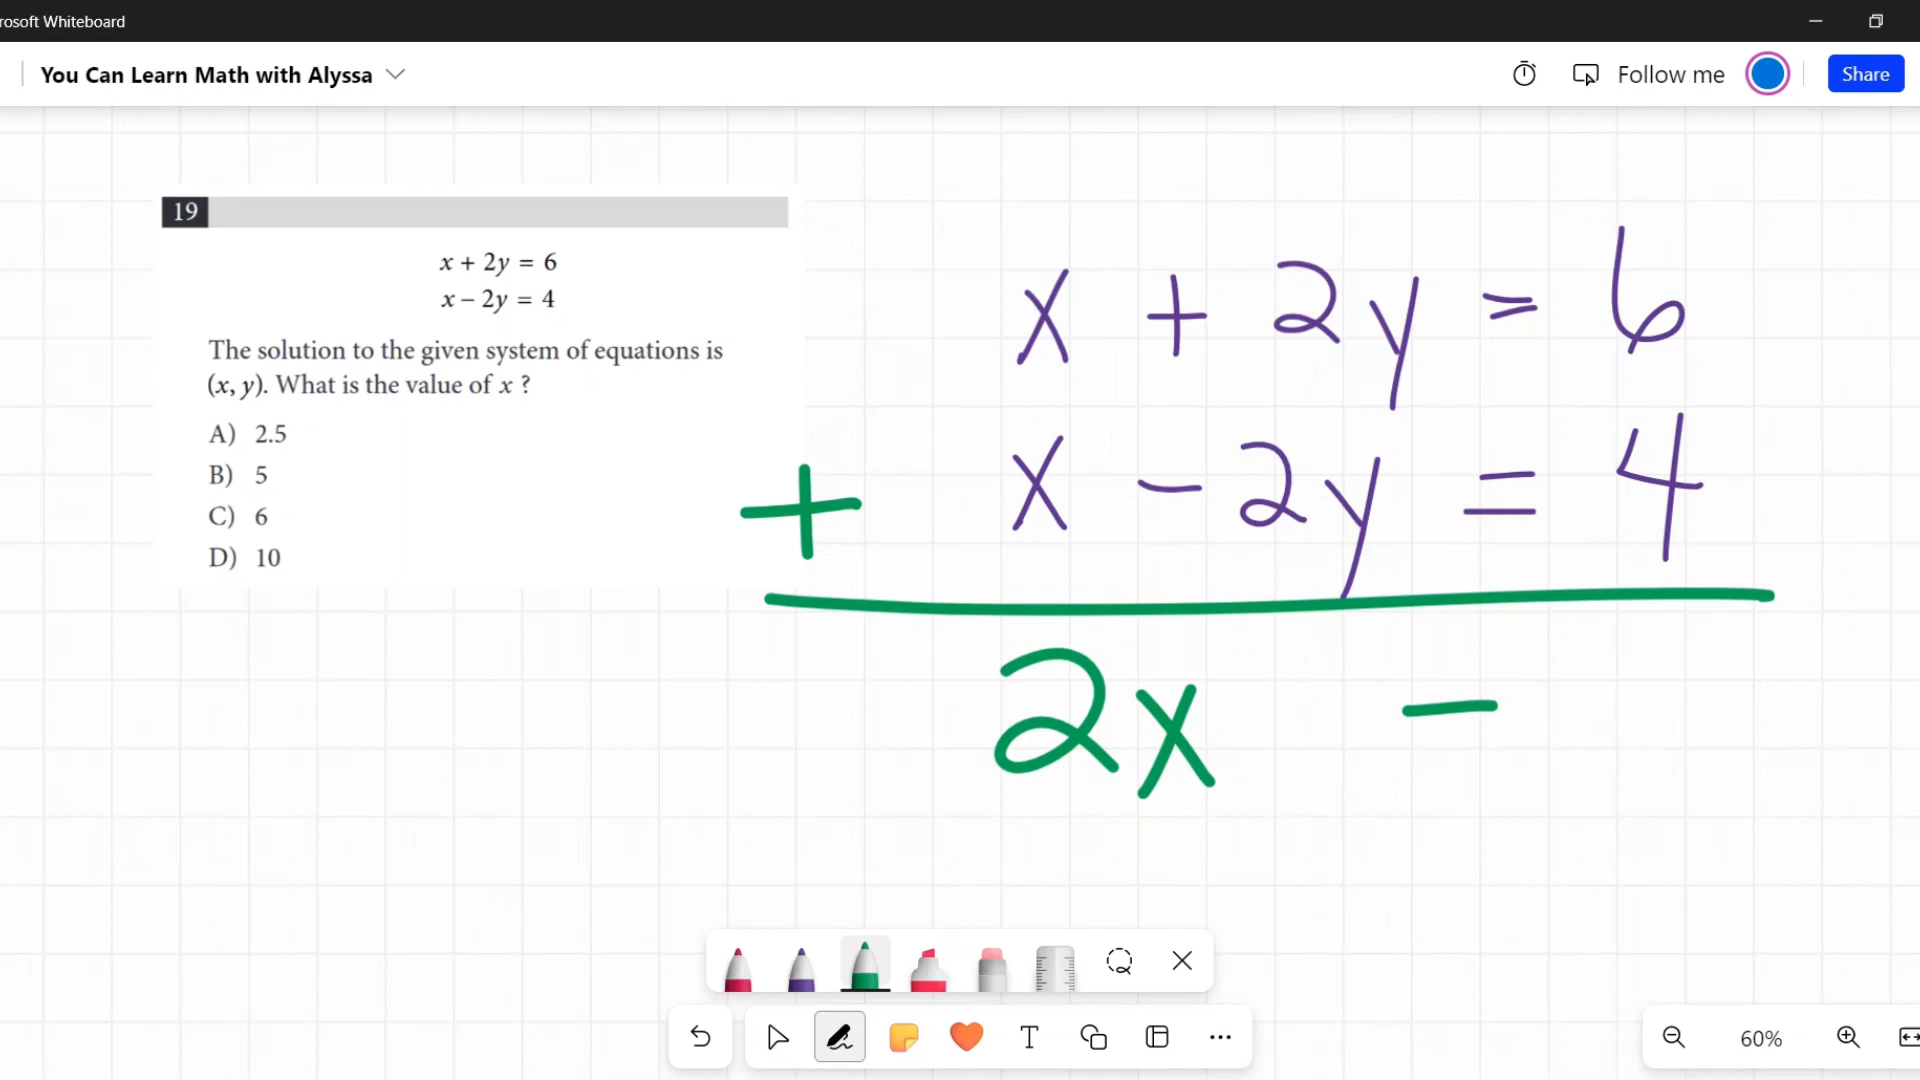 rosoft Whiteboard
You Can Learn Math with Alyssa
Follow me
Share
19
x + 2y = 6
x − 2y = 4
The solution to the given system of equations is
(x, y). What is the value of x ?
A) 2.5
B) 5
C) 6
D) 10
x + 2y = 6
+ x − 2y = 4
2x −
T
60%